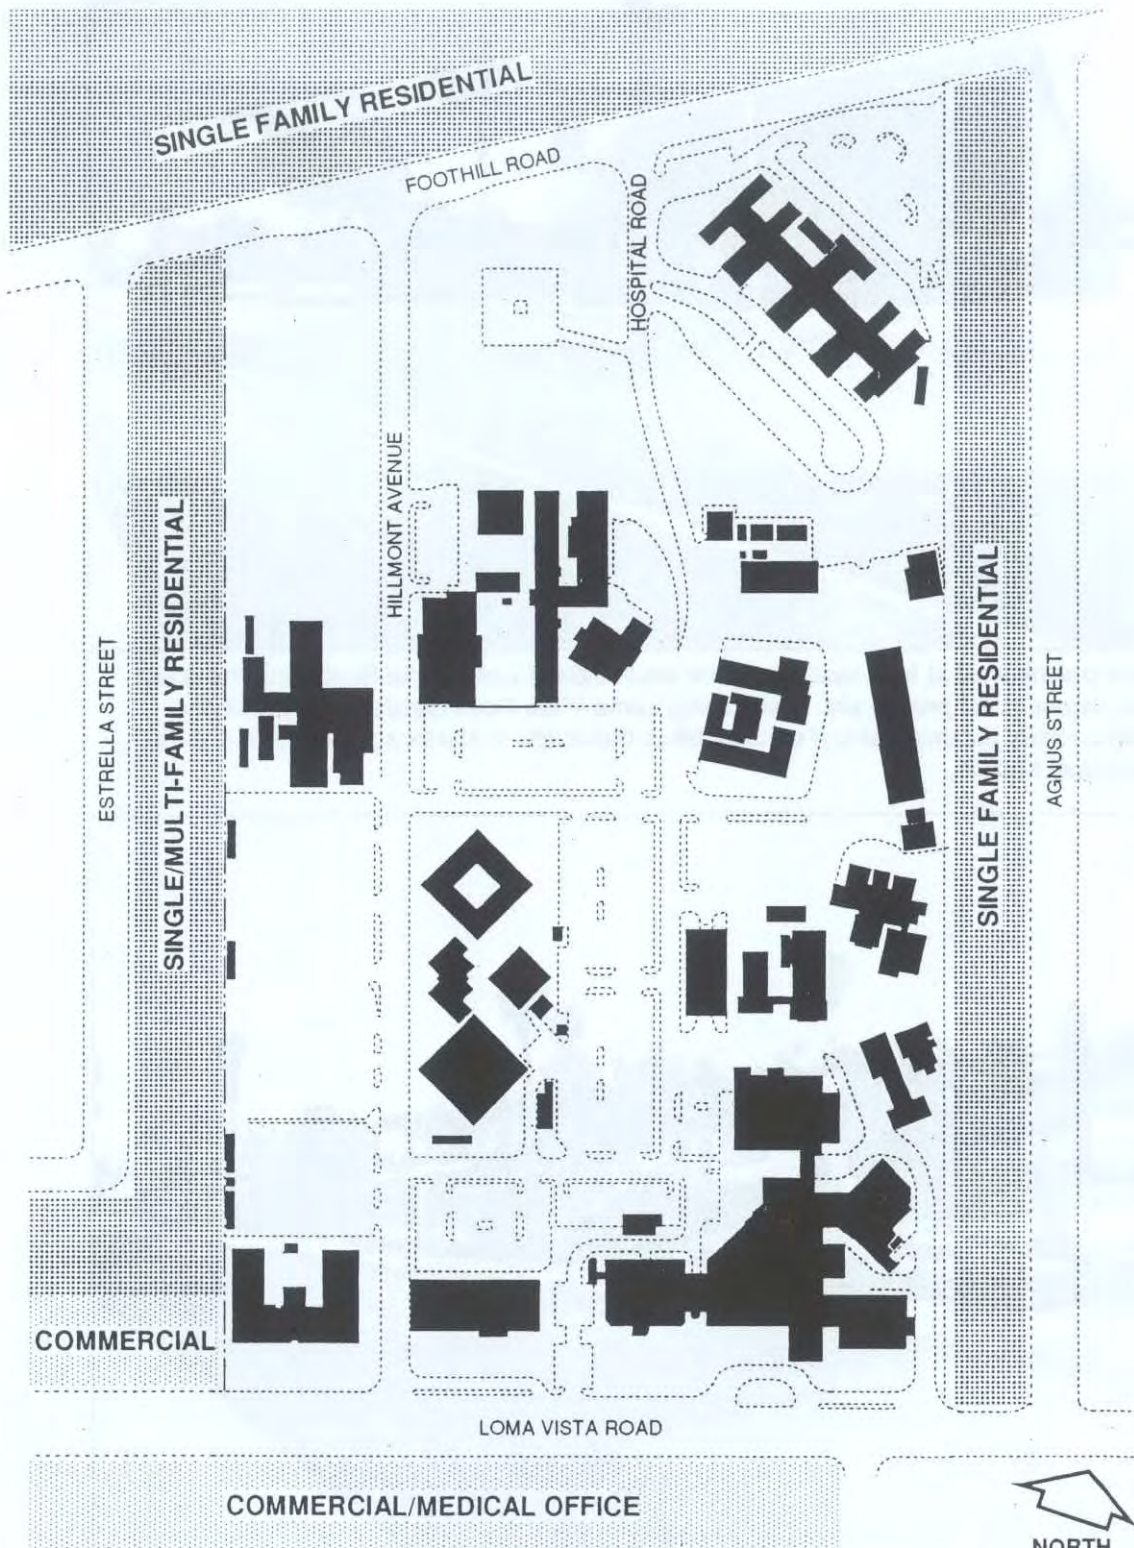 SINGLE FAMILY RESIDENTIAL
FOOTHILL ROAD
HOSPITAL ROAD
HILLMONT AVENUE
ESTRELLA STREET
SINGLE/MULTI-FAMILY RESIDENTIAL
SINGLE FAMILY RESIDENTIAL
AGNUS STREET
COMMERCIAL
LOMA VISTA ROAD
COMMERCIAL/MEDICAL OFFICE
NORTH